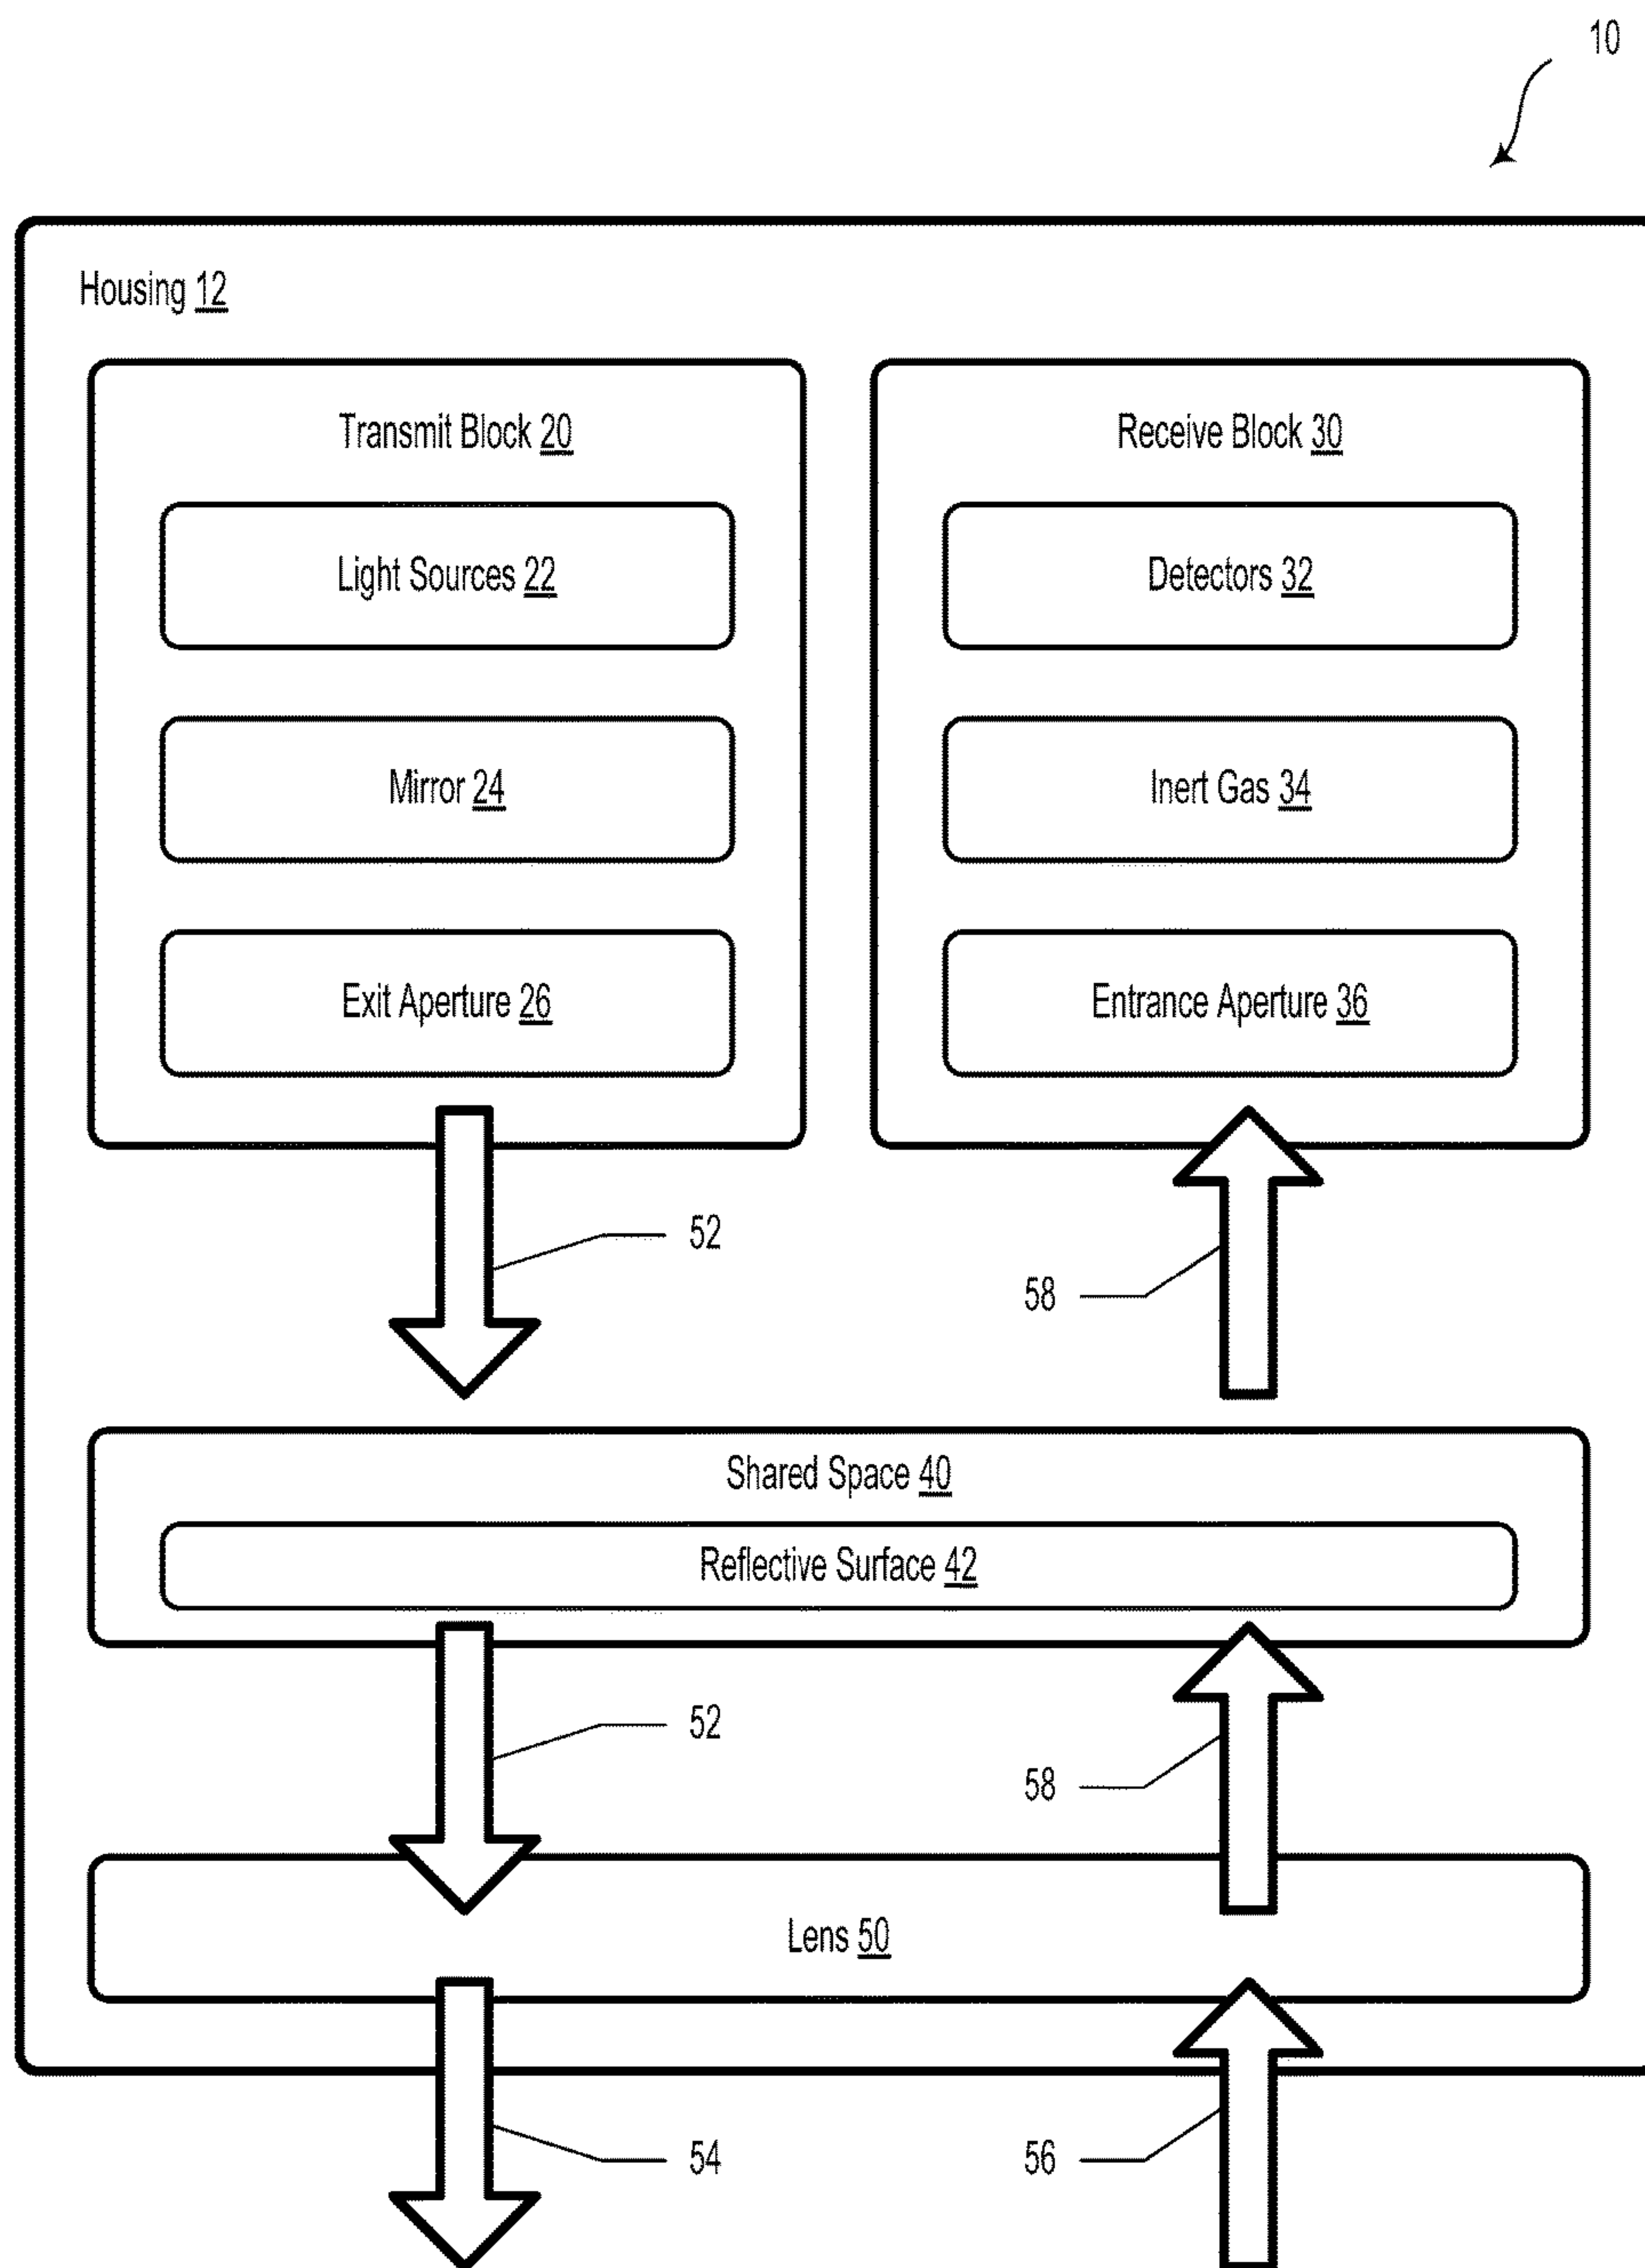 10
Housing 12
Transmit Block 20
Receive Block 30
Light Sources 22
Detectors 32
Mirror 24
Inert Gas 34
Exit Aperture 26
Entrance Aperture 36
52
58
Shared Space 40
Reflective Surface 42
52
58
Lens 50
54
56